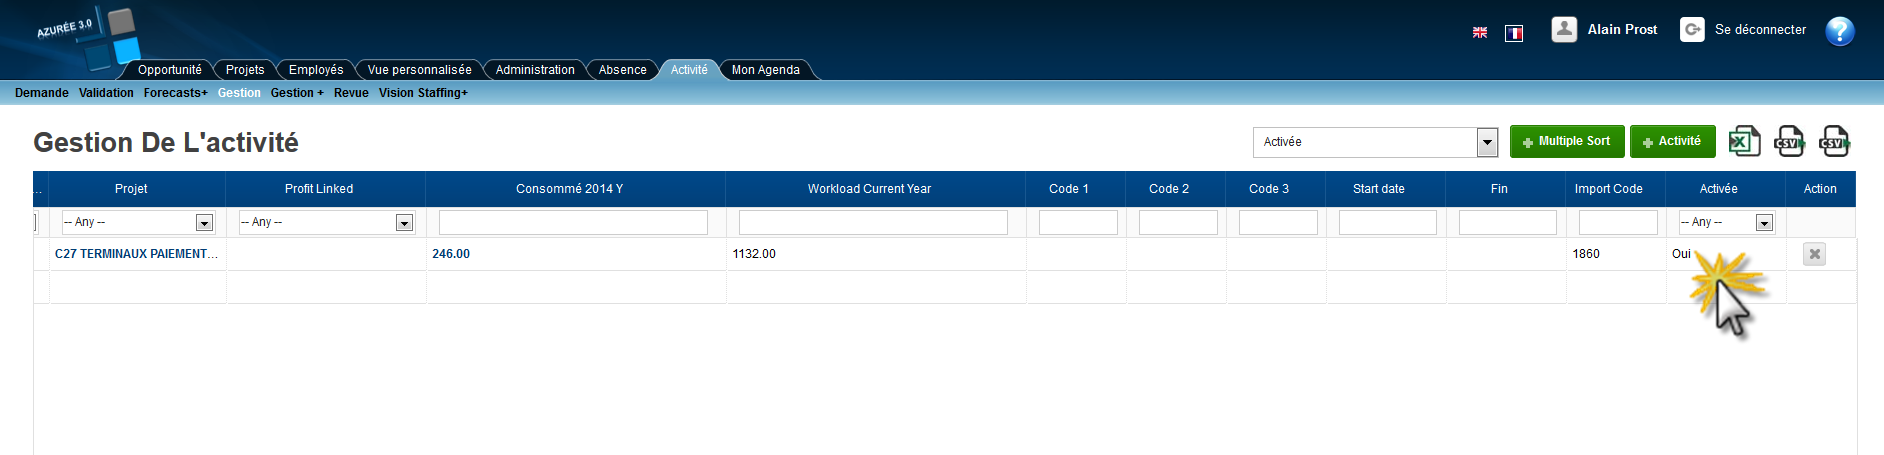 AZURÉE 3.0
Alain Prost Se déconnecter ?
Opportunité Projets Employés Vue personnalisée Administration Absence Activité Mon Agenda
Demande Validation Forecasts+ Gestion Gestion + Revue Vision Staffing+
Gestion De L'activité
Activée
+ Multiple Sort
+ Activité
X CSV CSV
... Projet Profit Linked Consommé 2014 Y Workload Current Year Code 1 Code 2 Code 3 Start date Fin Import Code Activée Action
-- Any -- -- Any -- -- Any --
C27 TERMINAUX PAIEMENT... 246.00 1132.00 1860 Oui